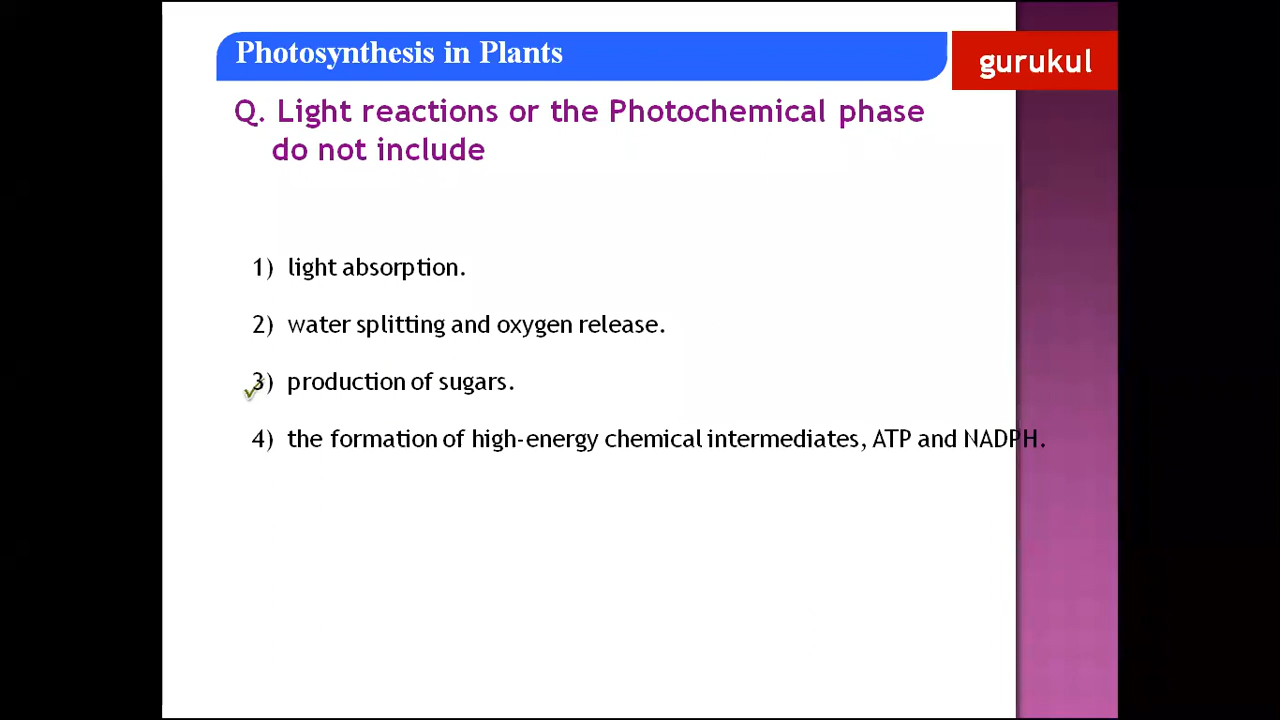 Photosynthesis in Plants
gurukul
Q. Light reactions or the Photochemical phase
do not include
1) light absorption.
2) water splitting and oxygen release.
3) production of sugars.
4) the formation of high-energy chemical intermediates, ATP and NADPH.